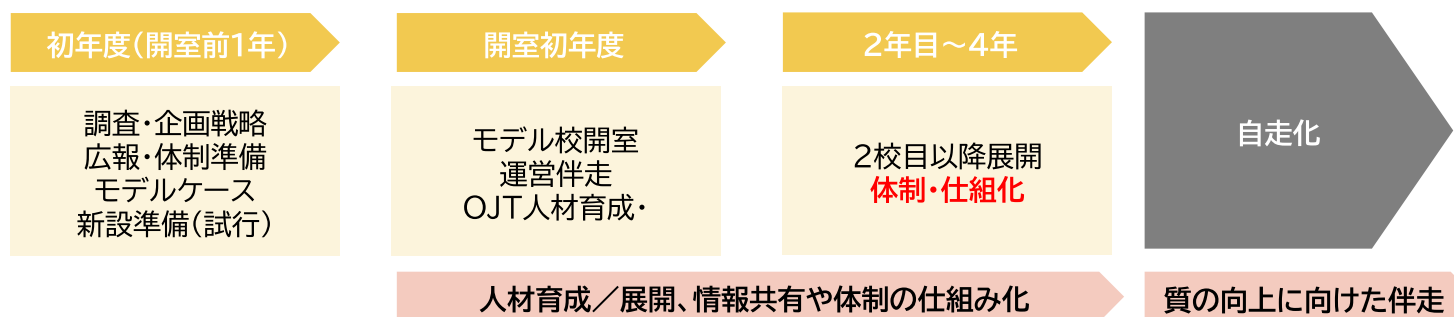 初年度（開室前1年）
調査・企画戦略
広報・体制準備
モデルケース
新設準備（試行）
開室初年度
モデル校開室
運営伴走
OJT人材育成・
2年目～4年
2校目以降展開
体制・仕組化
自走化
人材育成／展開、情報共有や体制の仕組み化
質の向上に向けた伴走